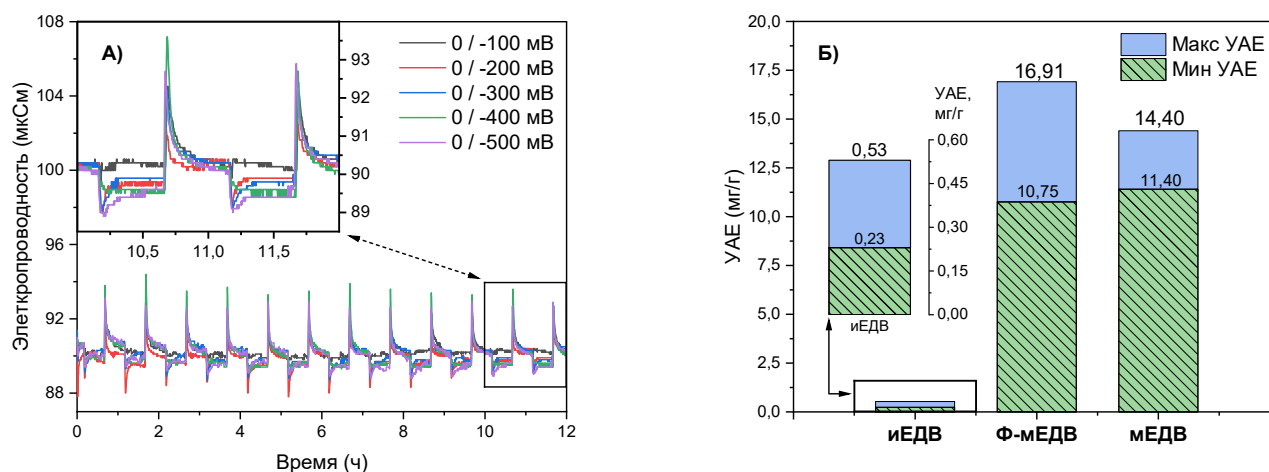 А)
Элеткропроводность (мкСм)
108
104
100
96
92
88
0 2 4 6 8 10 12
Время (ч)
93
92
91
90
89
10,5 11,0 11,5
0 / -100 мВ
0 / -200 мВ
0 / -300 мВ
0 / -400 мВ
0 / -500 мВ
Б)
УАЕ (мг/г)
20,0
17,5
15,0
12,5
10,0
7,5
5,0
2,5
0,0
Макс УАЕ
Мин УАЕ
УАЕ,
мг/г
0,60
0,45
0,30
0,15
0,00
0,53
0,23
иЕДВ
16,91
10,75
14,40
11,40
иЕДВ Ф-мЕДВ мЕДВ